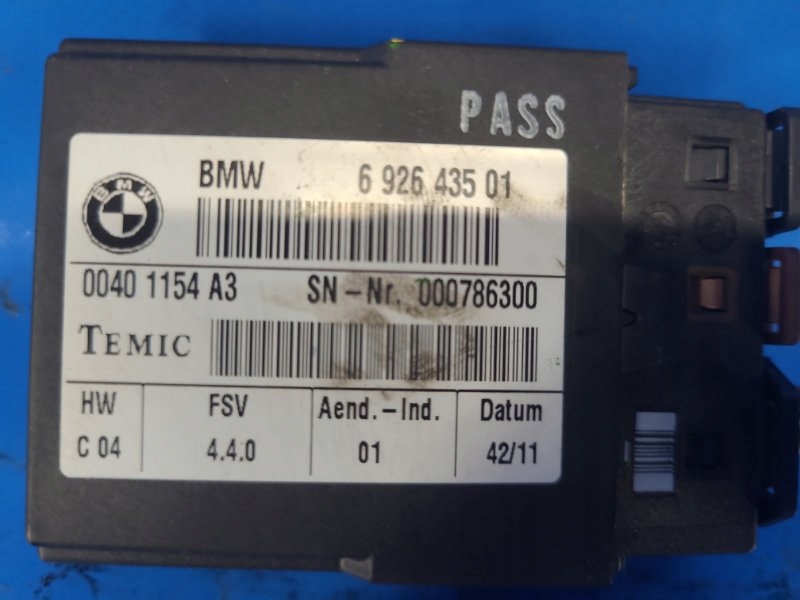 PASS
BMW 6 926 435 01
BMW
0040 1154 A3 SN-Nr. 000786300
TEMIC
HW FSV Aend.-Ind. Datum
C 04 4.4.0 01 42/11